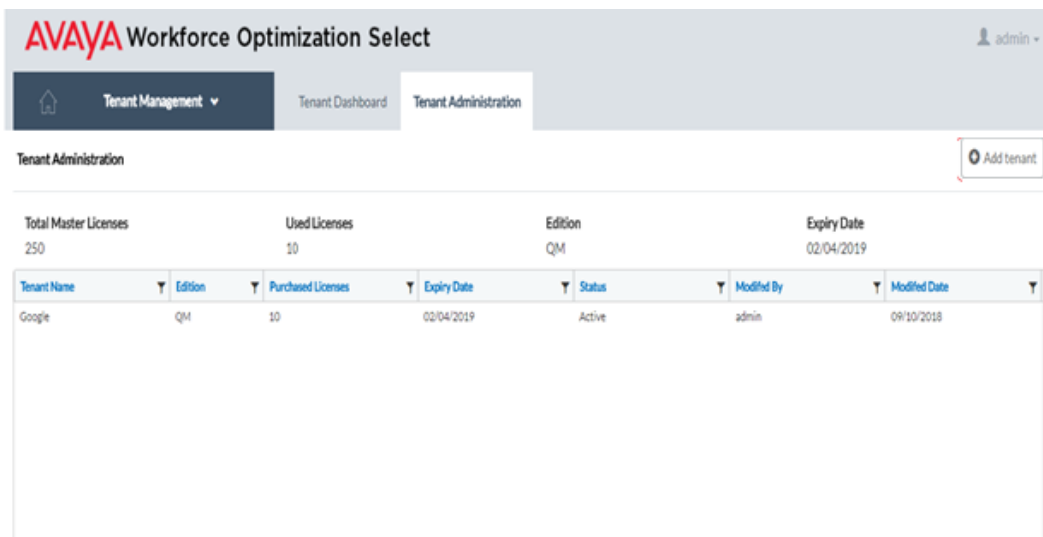 AVAYA Workforce Optimization Select
admin
Tenant Management Tenant Dashboard Tenant Administration
Tenant Administration Add tenant
Total Master Licenses Used Licenses Edition Expiry Date
250 10 QM 02/04/2019
Tenant Name Edition Purchased Licenses Expiry Date Status Modifed By Modifed Date
Google QM 10 02/04/2019 Active admin 09/10/2018